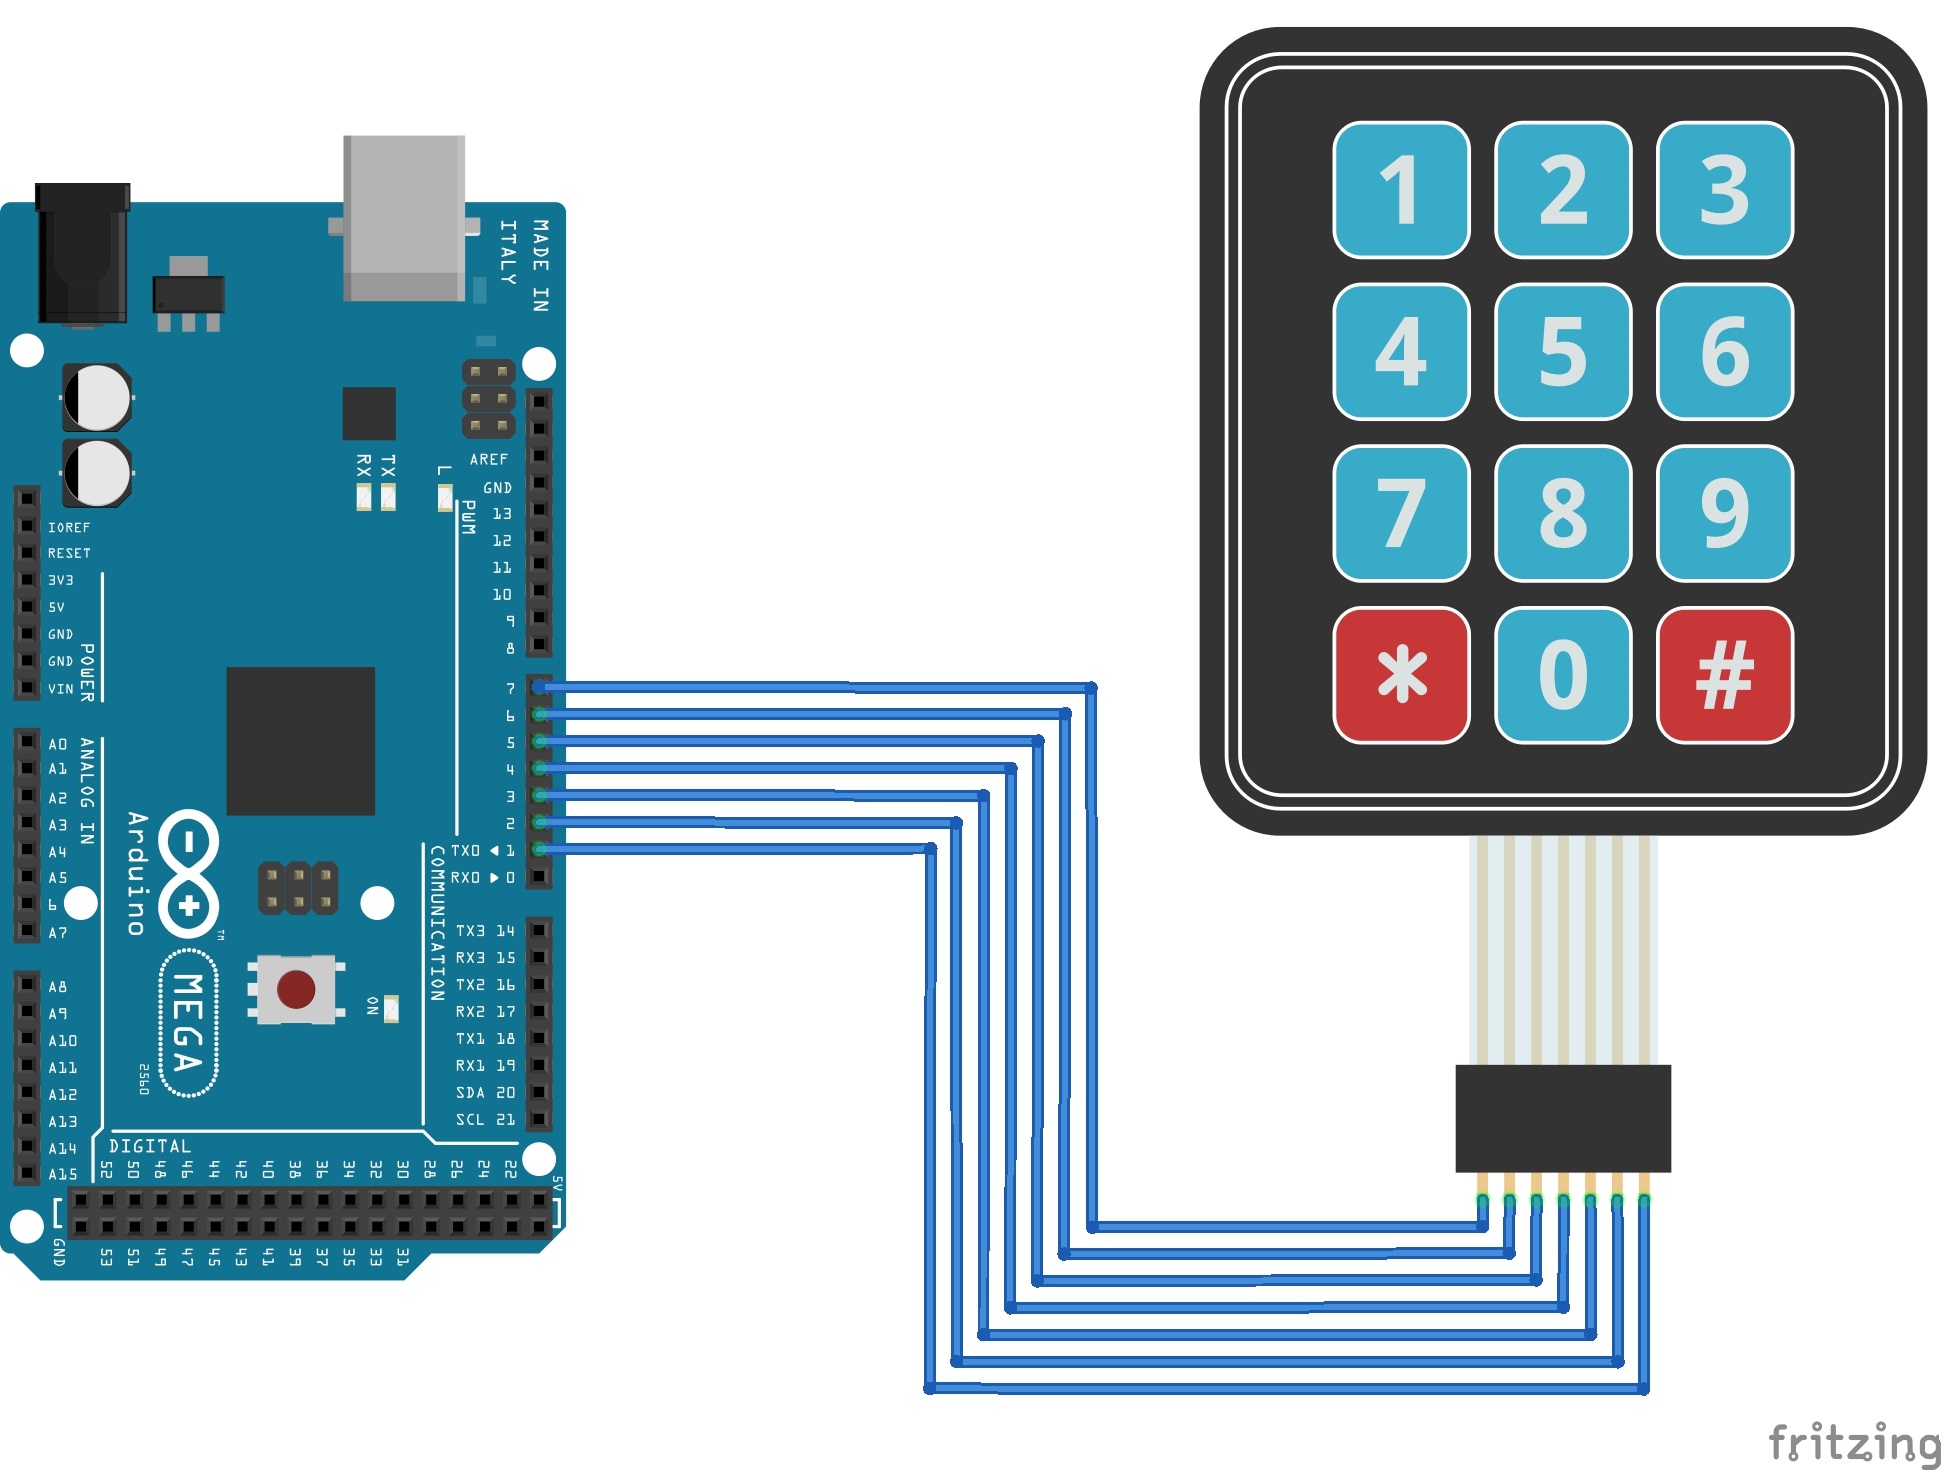 MADE IN
ITALY
RX
TX
L
AREF
GND
13
12
11
10
9
8
7
6
5
4
3
2
TX0 ◀ 1
RX0 ▶ 0
PWM
COMMUNICATION
TX3 14
RX3 15
TX2 16
RX2 17
TX1 18
RX1 19
SDA 20
SCL 21
IOREF
RESET
3V3
5V
GND
GND
VIN
POWER
A0
A1
A2
A3
A4
A5
6
A7
ANALOG IN
A8
A9
A10
A11
A12
A13
A14
A15
Arduino
TM
MEGA
2560
ON
DIGITAL
52 50 48 46 44 42 40 38 36 34 32 30 28 26 24 22
5V
GND
53 51 49 47 45 43 41 39 37 35 33 31
1 2 3
4 5 6
7 8 9
* 0 #
fritzing